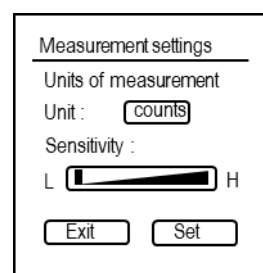 Measurement settings
Units of measurement
Unit : counts
Sensitivity :
L H
Exit Set